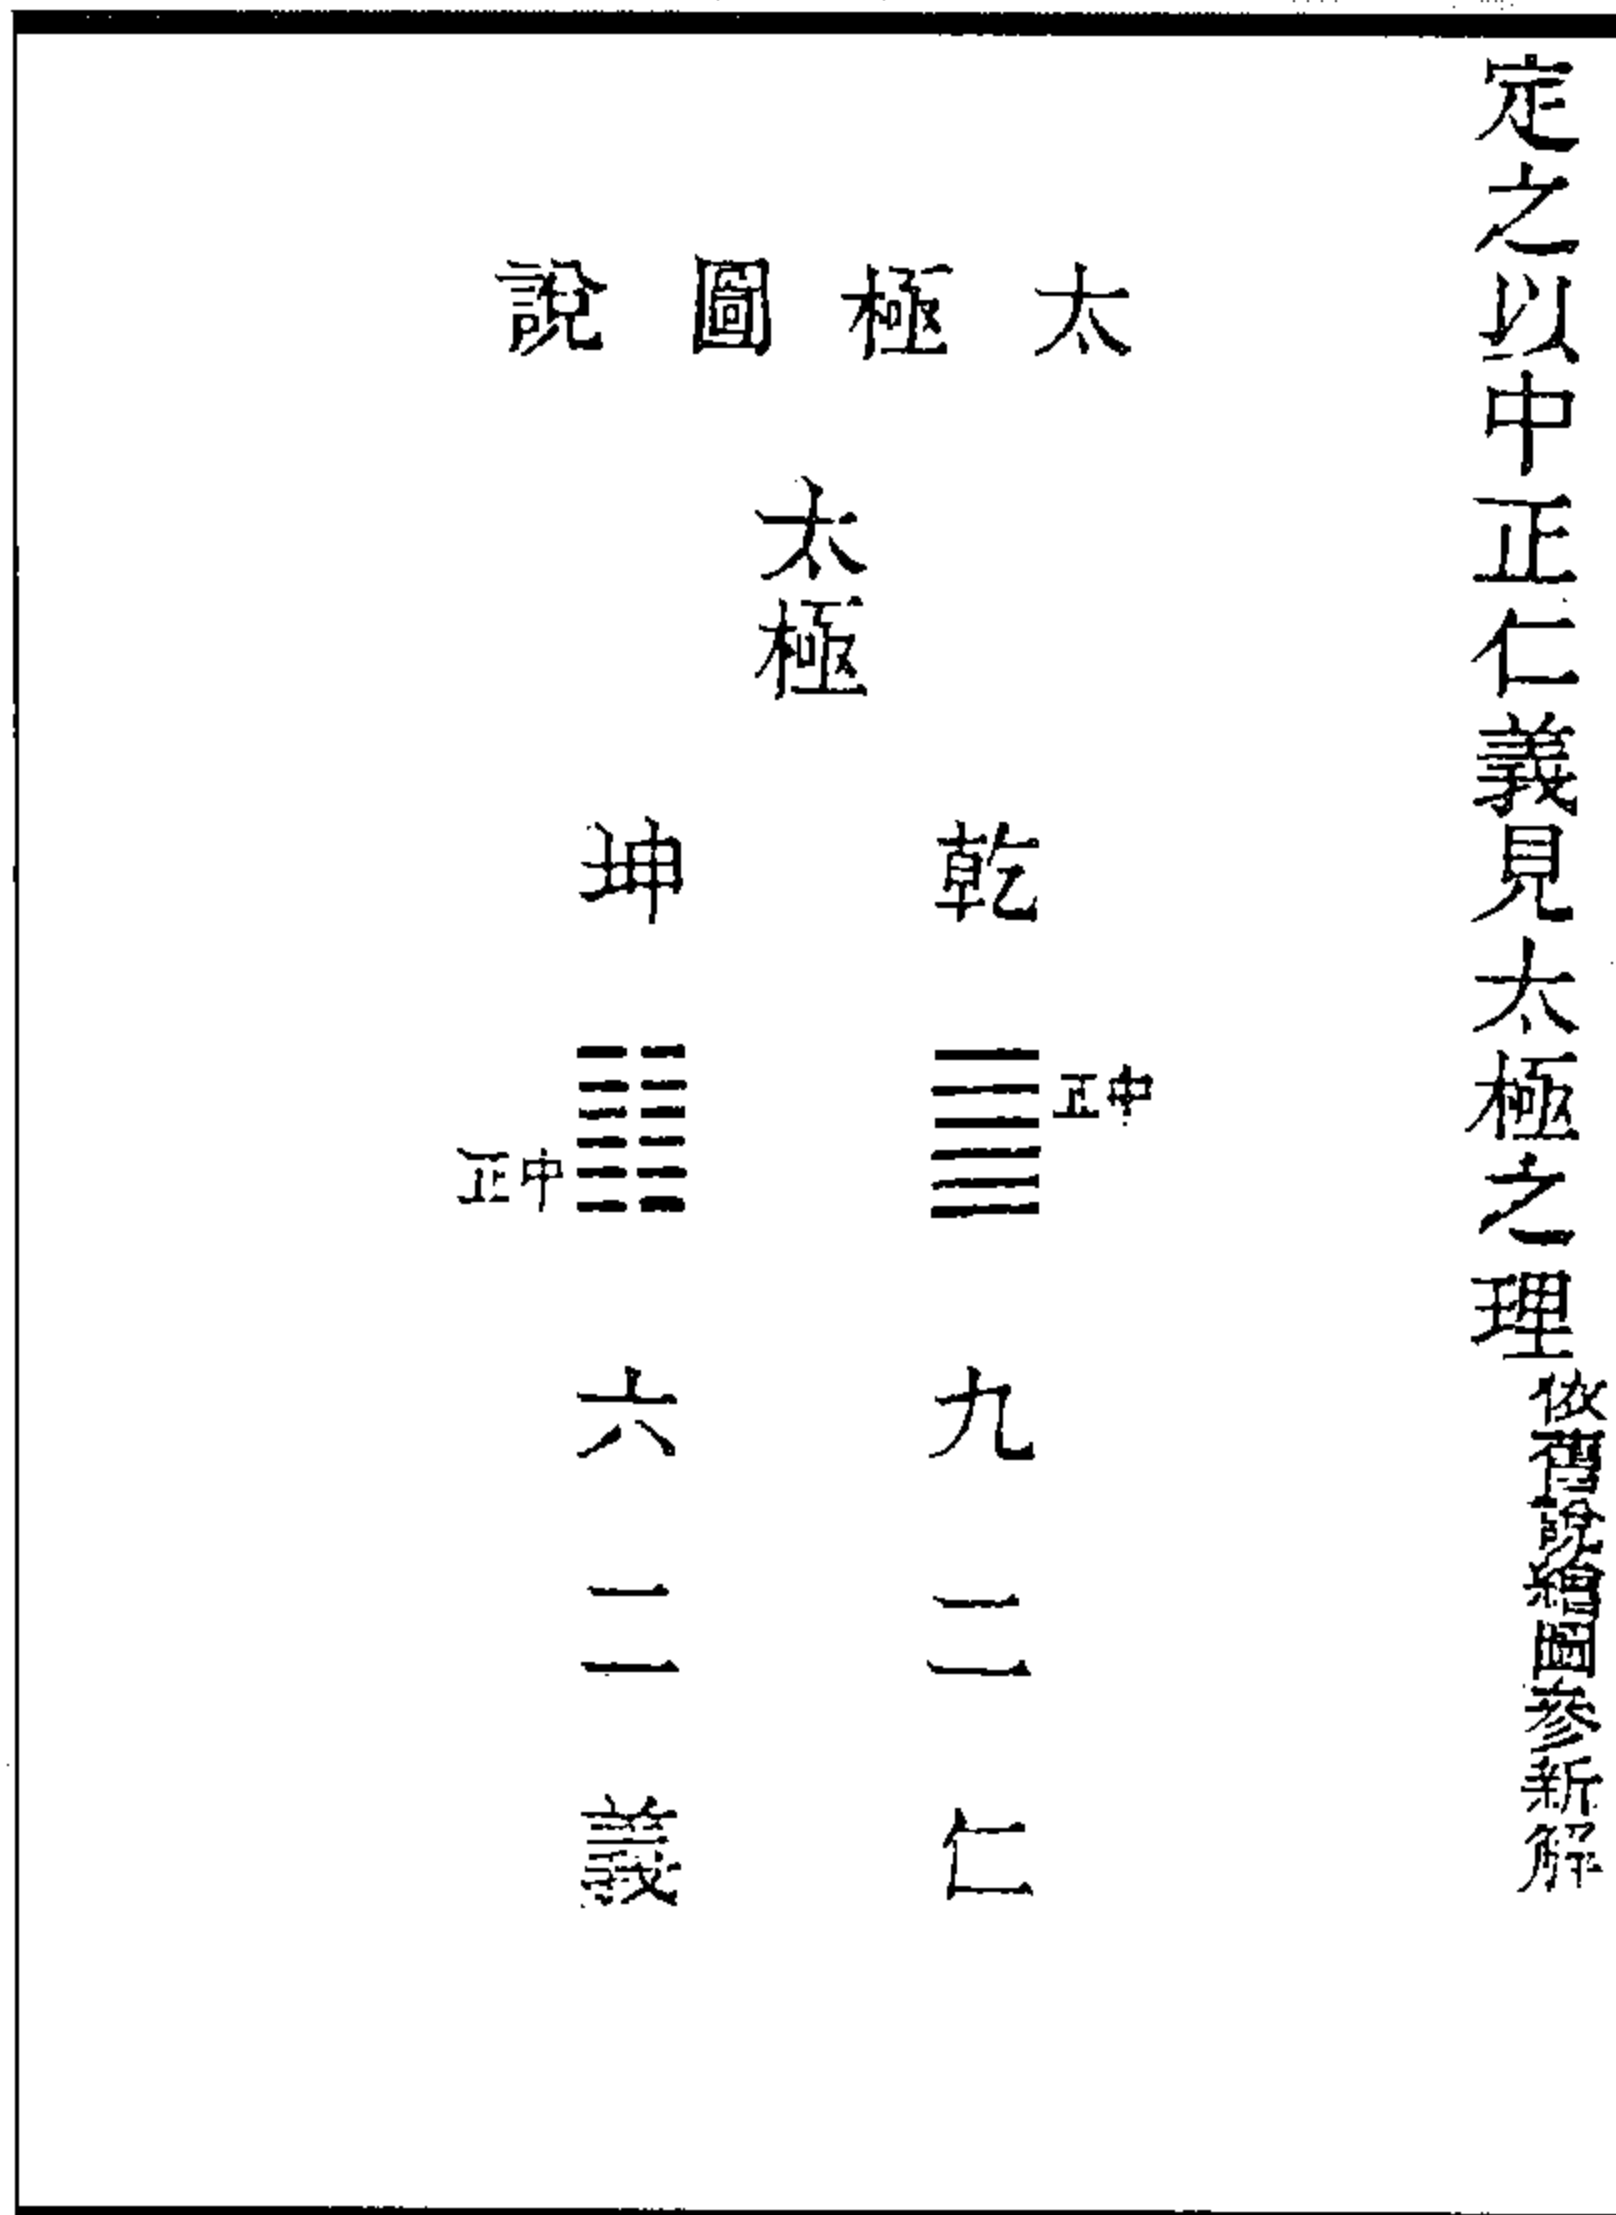 定之以中正仁義見太極之理依舊說繪圖參新解
太極圖說
太極
乾 坤
中正
中正
九 六
二 二
仁 義